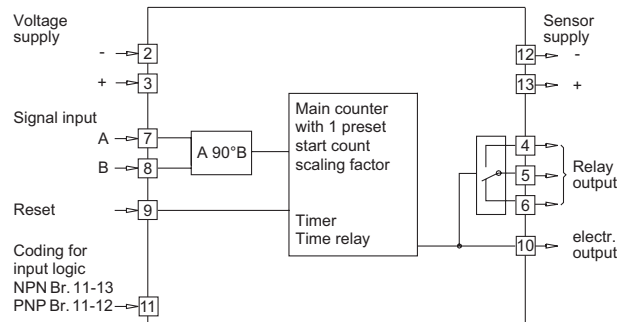 Voltage
supply
- 2
+ 3
Signal input
A 7
B 8
A 90°B
Reset 9
Coding for
input logic
NPN Br. 11-13
PNP Br. 11-12 11
Main counter
with 1 preset
start count
scaling factor
Timer
Time relay
Sensor
supply
12 -
13 +
4
5
6
Relay
output
10
electr.
output